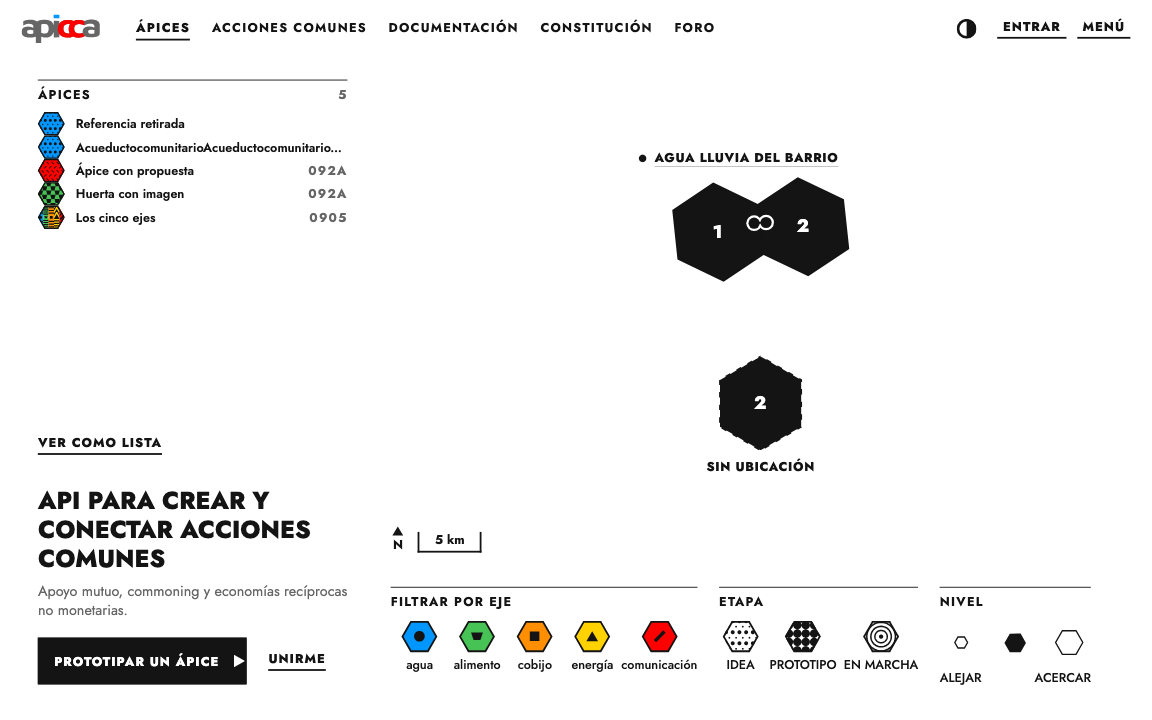 apicca
ÁPICES
ACCIONES COMUNES
DOCUMENTACIÓN
CONSTITUCIÓN
FORO
ENTRAR
MENÚ
ÁPICES 5
Referencia retirada
AcueductocomunitarioAcueductocomunitario...
Ápice con propuesta 092A
Huerta con imagen 092A
Los cinco ejes 0905
AGUA LLUVIA DEL BARRIO
1 2
2
SIN UBICACIÓN
VER COMO LISTA
API PARA CREAR Y
CONECTAR ACCIONES
COMUNES
Apoyo mutuo, commoning y economías recíprocas
no monetarias.
PROTOTIPAR UN ÁPICE
UNIRME
N
5 km
FILTRAR POR EJE
agua
alimento
cobijo
energía
comunicación
ETAPA
IDEA
PROTOTIPO
EN MARCHA
NIVEL
ALEJAR
ACERCAR